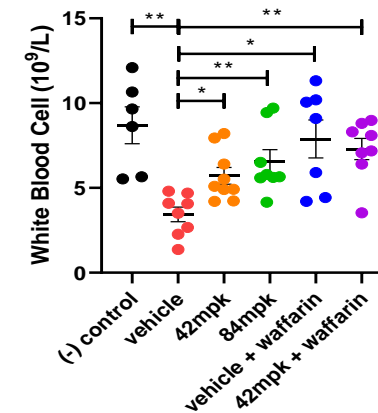 White Blood Cell (10⁹/L)
15
10
5
0
**
**
*
**
*
(-) control
vehicle
42mpk
84mpk
vehicle + waffarin
42mpk + waffarin